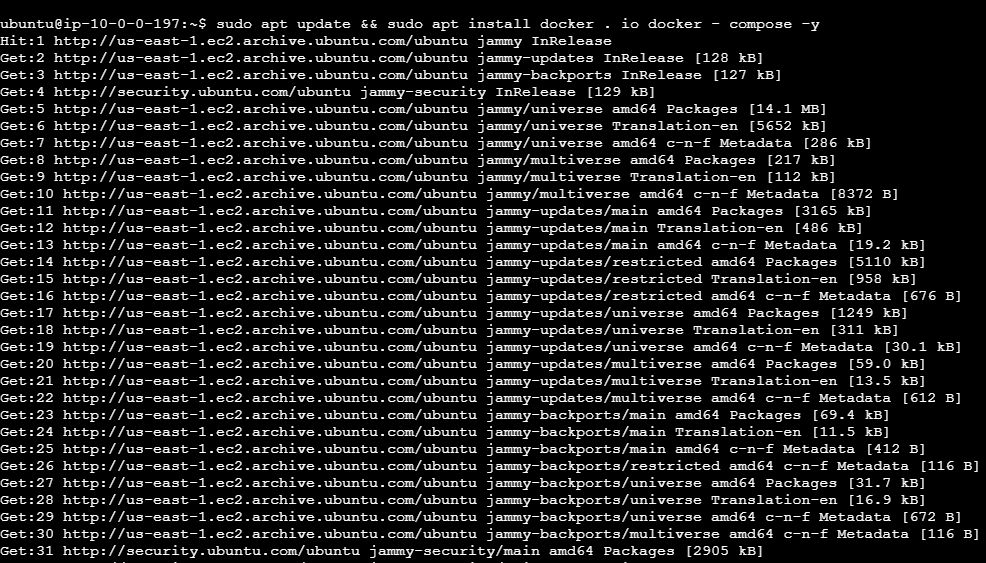 ubuntu@ip-10-0-0-197:~$ sudo apt update && sudo apt install docker . io docker - compose -y
Hit:1 http://us-east-1.ec2.archive.ubuntu.com/ubuntu jammy InRelease
Get:2 http://us-east-1.ec2.archive.ubuntu.com/ubuntu jammy-updates InRelease [128 kB]
Get:3 http://us-east-1.ec2.archive.ubuntu.com/ubuntu jammy-backports InRelease [127 kB]
Get:4 http://security.ubuntu.com/ubuntu jammy-security InRelease [129 kB]
Get:5 http://us-east-1.ec2.archive.ubuntu.com/ubuntu jammy/universe amd64 Packages [14.1 MB]
Get:6 http://us-east-1.ec2.archive.ubuntu.com/ubuntu jammy/universe Translation-en [5652 kB]
Get:7 http://us-east-1.ec2.archive.ubuntu.com/ubuntu jammy/universe amd64 c-n-f Metadata [286 kB]
Get:8 http://us-east-1.ec2.archive.ubuntu.com/ubuntu jammy/multiverse amd64 Packages [217 kB]
Get:9 http://us-east-1.ec2.archive.ubuntu.com/ubuntu jammy/multiverse Translation-en [112 kB]
Get:10 http://us-east-1.ec2.archive.ubuntu.com/ubuntu jammy/multiverse amd64 c-n-f Metadata [8372 B]
Get:11 http://us-east-1.ec2.archive.ubuntu.com/ubuntu jammy-updates/main amd64 Packages [3165 kB]
Get:12 http://us-east-1.ec2.archive.ubuntu.com/ubuntu jammy-updates/main Translation-en [486 kB]
Get:13 http://us-east-1.ec2.archive.ubuntu.com/ubuntu jammy-updates/main amd64 c-n-f Metadata [19.2 kB]
Get:14 http://us-east-1.ec2.archive.ubuntu.com/ubuntu jammy-updates/restricted amd64 Packages [5110 kB]
Get:15 http://us-east-1.ec2.archive.ubuntu.com/ubuntu jammy-updates/restricted Translation-en [958 kB]
Get:16 http://us-east-1.ec2.archive.ubuntu.com/ubuntu jammy-updates/restricted amd64 c-n-f Metadata [676 B]
Get:17 http://us-east-1.ec2.archive.ubuntu.com/ubuntu jammy-updates/universe amd64 Packages [1249 kB]
Get:18 http://us-east-1.ec2.archive.ubuntu.com/ubuntu jammy-updates/universe Translation-en [311 kB]
Get:19 http://us-east-1.ec2.archive.ubuntu.com/ubuntu jammy-updates/universe amd64 c-n-f Metadata [30.1 kB]
Get:20 http://us-east-1.ec2.archive.ubuntu.com/ubuntu jammy-updates/multiverse amd64 Packages [59.0 kB]
Get:21 http://us-east-1.ec2.archive.ubuntu.com/ubuntu jammy-updates/multiverse Translation-en [13.5 kB]
Get:22 http://us-east-1.ec2.archive.ubuntu.com/ubuntu jammy-updates/multiverse amd64 c-n-f Metadata [612 B]
Get:23 http://us-east-1.ec2.archive.ubuntu.com/ubuntu jammy-backports/main amd64 Packages [69.4 kB]
Get:24 http://us-east-1.ec2.archive.ubuntu.com/ubuntu jammy-backports/main Translation-en [11.5 kB]
Get:25 http://us-east-1.ec2.archive.ubuntu.com/ubuntu jammy-backports/main amd64 c-n-f Metadata [412 B]
Get:26 http://us-east-1.ec2.archive.ubuntu.com/ubuntu jammy-backports/restricted amd64 c-n-f Metadata [116 B]
Get:27 http://us-east-1.ec2.archive.ubuntu.com/ubuntu jammy-backports/universe amd64 Packages [31.7 kB]
Get:28 http://us-east-1.ec2.archive.ubuntu.com/ubuntu jammy-backports/universe Translation-en [16.9 kB]
Get:29 http://us-east-1.ec2.archive.ubuntu.com/ubuntu jammy-backports/universe amd64 c-n-f Metadata [672 B]
Get:30 http://us-east-1.ec2.archive.ubuntu.com/ubuntu jammy-backports/multiverse amd64 c-n-f Metadata [116 B]
Get:31 http://security.ubuntu.com/ubuntu jammy-security/main amd64 Packages [2905 kB]